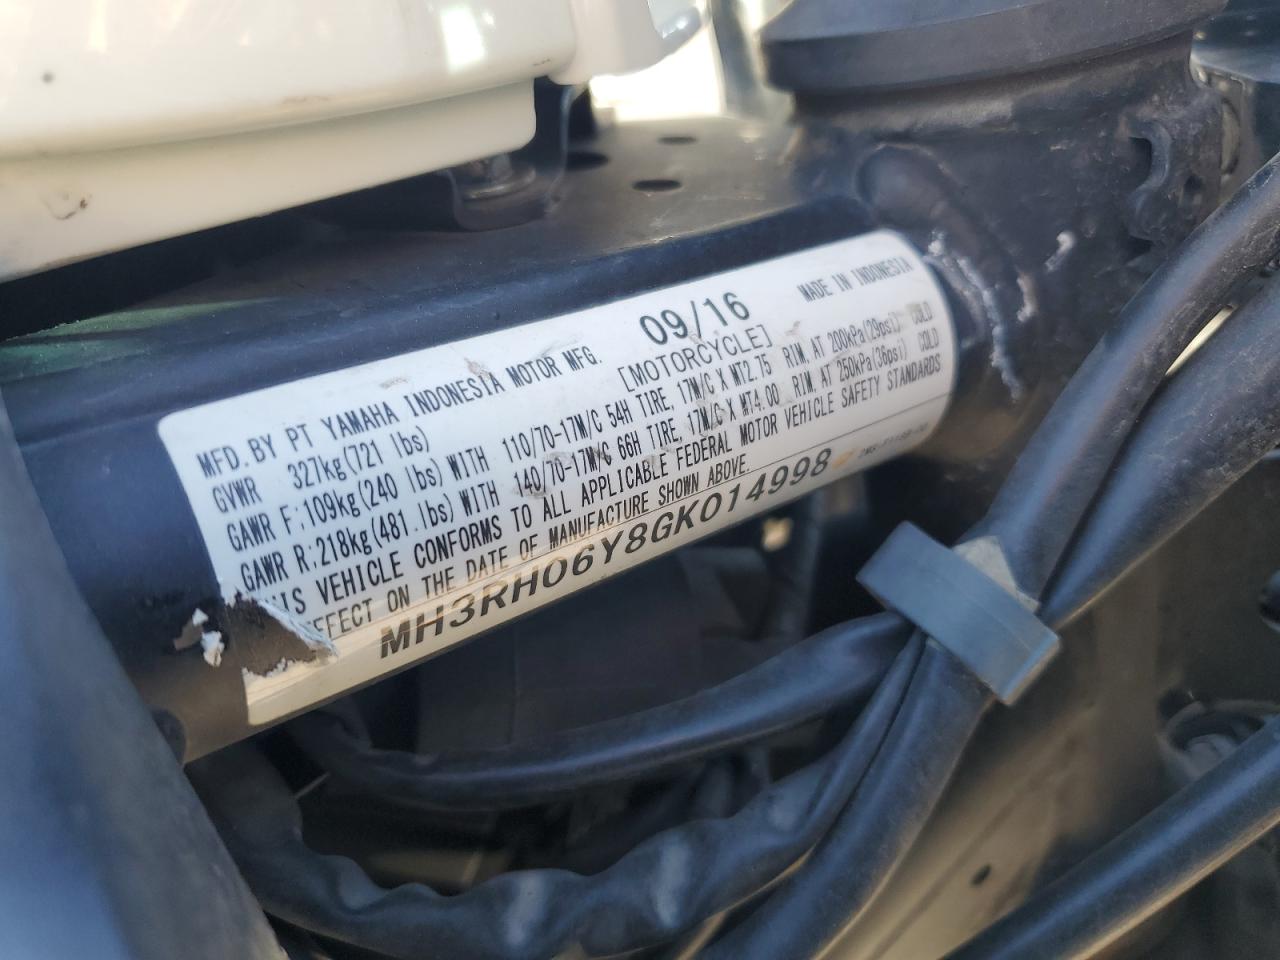 MFD. BY PT YAMAHA INDONESIA MOTOR MFG. 09/16 MADE IN INDONESIA
GVWR 327kg(721 lbs) [MOTORCYCLE]
GAWR F;109kg(240 lbs) WITH 110/70-17M/C 54H TIRE, 17M/C X MT2.75 RIM. AT 200kPa(29psi) COLD
GAWR R;218kg(481.lbs) WITH 140/70-17M/C 66H TIRE, 17M/C X MT4.00 RIM. AT 250kPa(36psi) COLD
IS VEHICLE CONFORMS TO ALL APPLICABLE FEDERAL MOTOR VEHICLE SAFETY STANDARDS
EFFECT ON THE DATE OF MANUFACTURE SHOWN ABOVE.
MH3RH06Y8GK014998